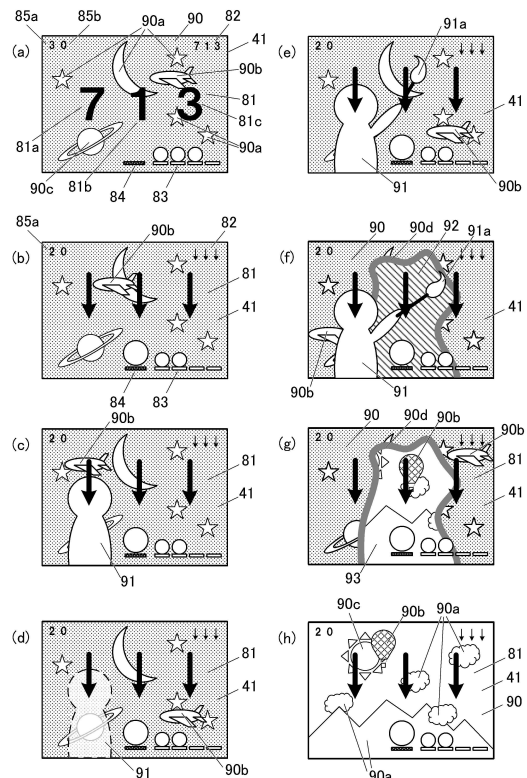 (a)
85a
85b
90a
90
82
41
3 0
7 1 3
90b
7 1 3
81
81c
90a
81a
90c
81b
84
83
(b)
85a
90b
82
2 0
↓↓↓
↓ ↓ ↓
81
41
84
83
(c)
90b
2 0
↓↓↓
↓ ↓ ↓
81
41
91
(d)
2 0
↓↓↓
↓ ↓ ↓
81
41
91
90b
(e)
91a
2 0
↓↓↓
↓ ↓ ↓
41
91
90b
(f)
90
90d
92
91a
2 0
↓↓↓
↓ ↓ ↓
41
90b
91
(g)
90
90d
90b
90b
2 0
↓↓↓
↓ ↓ ↓
81
41
93
(h)
90c
90b
90a
2 0
↓↓↓
↓ ↓ ↓
81
41
90
90a